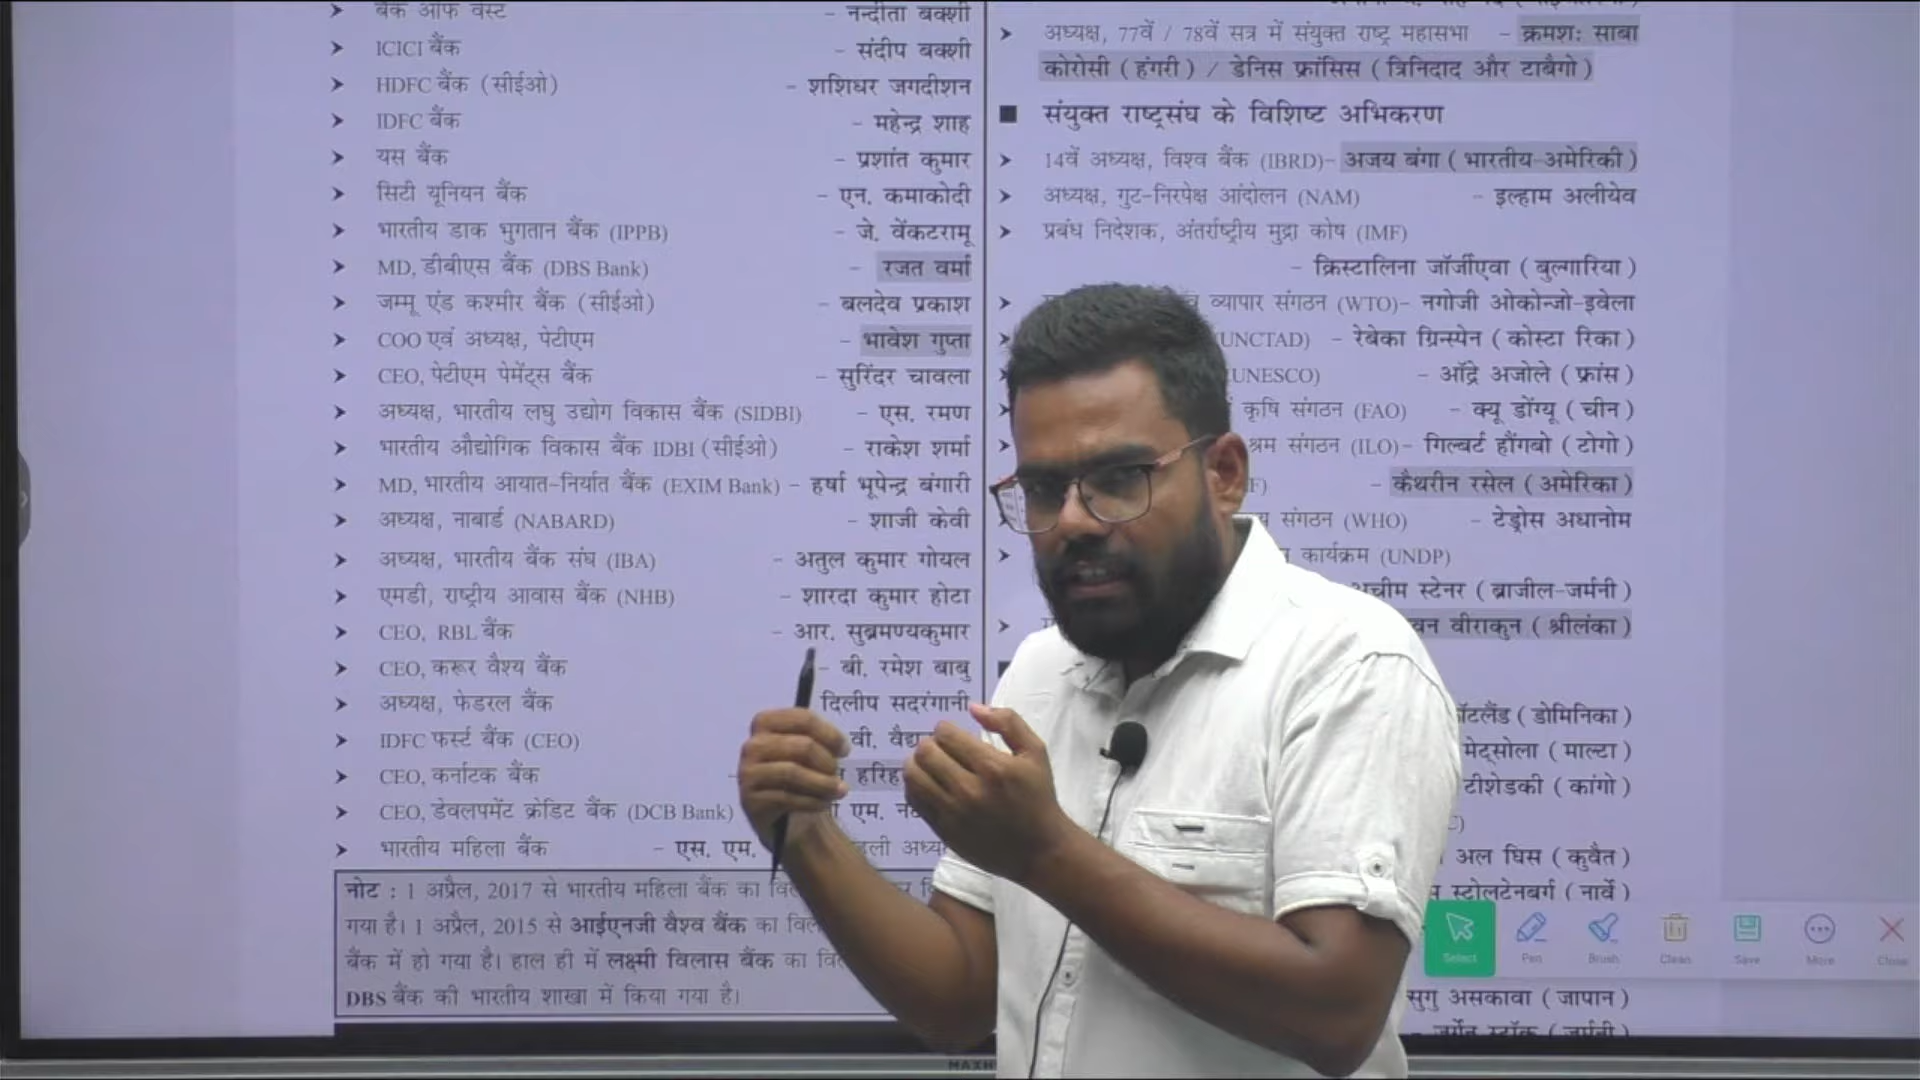 बैंक ऑफ वेस्ट - नन्दीता बक्शी
ICICI बैंक - संदीप बक्शी
HDFC बैंक (सीईओ) - शशिधर जगदीशन
IDFC बैंक - महेन्द्र शाह
यस बैंक - प्रशांत कुमार
सिटी यूनियन बैंक - एन. कमाकोदी
भारतीय डाक भुगतान बैंक (IPPB) - जे. वेंकटरामू
MD, डीबीएस बैंक (DBS Bank) - रजत वर्मा
जम्मू एंड कश्मीर बैंक (सीईओ) - बलदेव प्रकाश
COO एवं अध्यक्ष, पेटीएम - भावेश गुप्ता
CEO, पेटीएम पेमेंट्स बैंक - सुरिंदर चावला
अध्यक्ष, भारतीय लघु उद्योग विकास बैंक (SIDBI) - एस. रमण
भारतीय औद्योगिक विकास बैंक IDBI (सीईओ) - राकेश शर्मा
MD, भारतीय आयात-निर्यात बैंक (EXIM Bank) - हर्षा भूपेन्द्र बंगारी
अध्यक्ष, नाबार्ड (NABARD) - शाजी केवी
अध्यक्ष, भारतीय बैंक संघ (IBA) - अतुल कुमार गोयल
एमडी, राष्ट्रीय आवास बैंक (NHB) - शारदा कुमार होटा
CEO, RBL बैंक - आर. सुब्रमण्यकुमार
CEO, करूर वैश्य बैंक - बी. रमेश बाबु
अध्यक्ष, फेडरल बैंक दिलीप सदरंगानी
IDFC फर्स्ट बैंक (CEO) वी.
CEO, कर्नाटक बैंक -
CEO, डेवलपमेंट क्रेडिट बैंक (DCB Bank) एम.
भारतीय महिला बैंक - एस. एम.
नोट : 1 अप्रैल, 2017 से भारतीय महिला बैंक का
गया है। 1 अप्रैल, 2015 से आईएनजी वैश्य बैंक का
बैंक में हो गया है। हाल ही में लक्ष्मी विलास बैंक का
DBS बैंक की भारतीय शाखा में किया गया है।
अध्यक्ष, 77वें / 78वें सत्र में संयुक्त राष्ट्र महासभा - क्रमशः साबा
कोरोसी (हंगरी) / डेनिस फ्रांसिस (त्रिनिदाद और टाबैगो)
■ संयुक्त राष्ट्रसंघ के विशिष्ट अभिकरण
14वें अध्यक्ष, विश्व बैंक (IBRD)- अजय बंगा (भारतीय-अमेरिकी)
अध्यक्ष, गुट-निरपेक्ष आंदोलन (NAM) - इल्हाम अलीयेव
प्रबंध निदेशक, अंतर्राष्ट्रीय मुद्रा कोष (IMF)
- क्रिस्टालिना जॉर्जीएवा (बुल्गारिया)
व्यापार संगठन (WTO)- नगोजी ओकोन्जो-इवेला
UNCTAD) - रेबेका ग्रिन्स्पेन (कोस्टा रिका)
UNESCO) - ऑद्रे अजोले (फ्रांस)
कृषि संगठन (FAO) - क्यू डोंग्यू (चीन)
श्रम संगठन (ILO)- गिल्बर्ट हौंगबो (टोगो)
F) - कैथरीन रसेल (अमेरिका)
संगठन (WHO) - टेड्रोस अधानोम
कार्यक्रम (UNDP)
अचीम स्टेनर (ब्राजील-जर्मनी)
वीराकुन (श्रीलंका)
(डोमिनिका)
मेट्सोला (माल्टा)
(कांगो)
अल घिस (कुवैत)
स्टोलटेनबर्ग (नार्वे)
Select Pen Brush Clean Save More Close
असकावा (जापान)